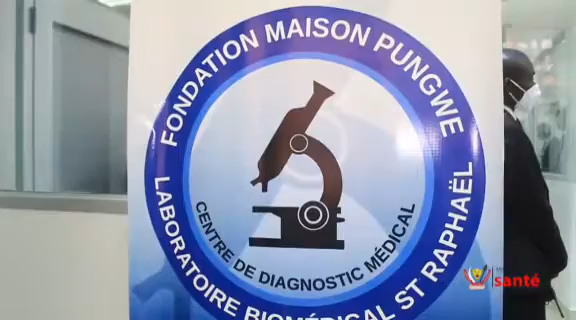 FONDATION MAISON PUNGWE
CENTRE DE DIAGNOSTIC MÉDICAL
LABORATOIRE BIOMÉDICAL ST RAPHAËL
santé